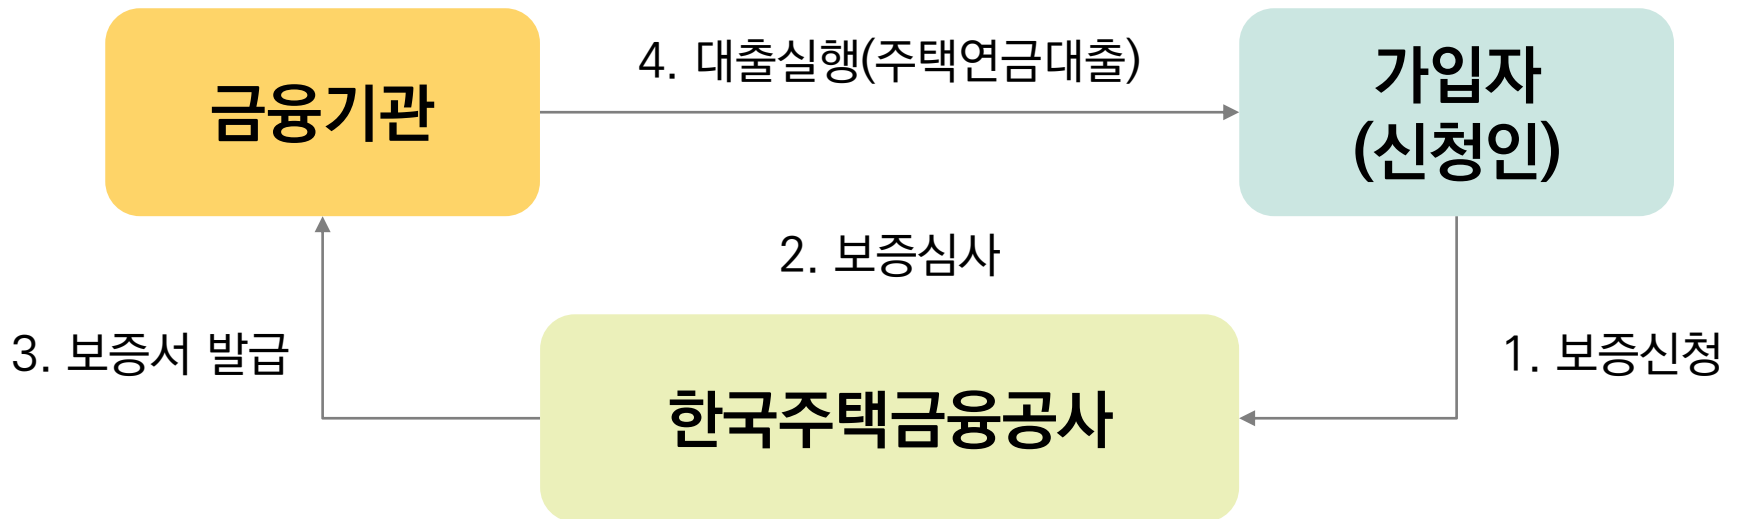 금융기관
4. 대출실행(주택연금대출)
가입자
(신청인)
2. 보증심사
3. 보증서 발급
1. 보증신청
한국주택금융공사